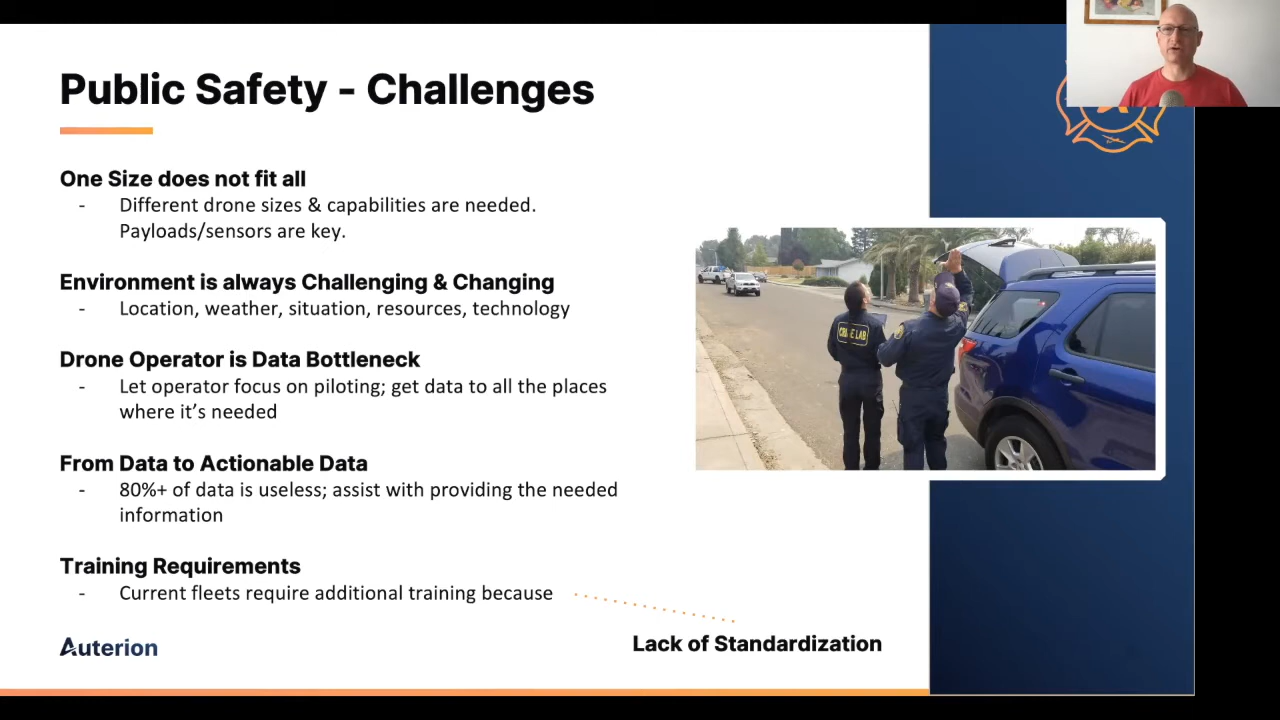 Public Safety - Challenges
One Size does not fit all
- Different drone sizes & capabilities are needed.
Payloads/sensors are key.
Environment is always Challenging & Changing
- Location, weather, situation, resources, technology
Drone Operator is Data Bottleneck
- Let operator focus on piloting; get data to all the places
where it’s needed
From Data to Actionable Data
- 80%+ of data is useless; assist with providing the needed
information
Training Requirements
- Current fleets require additional training because
Lack of Standardization
Auterion
CRIME LAB